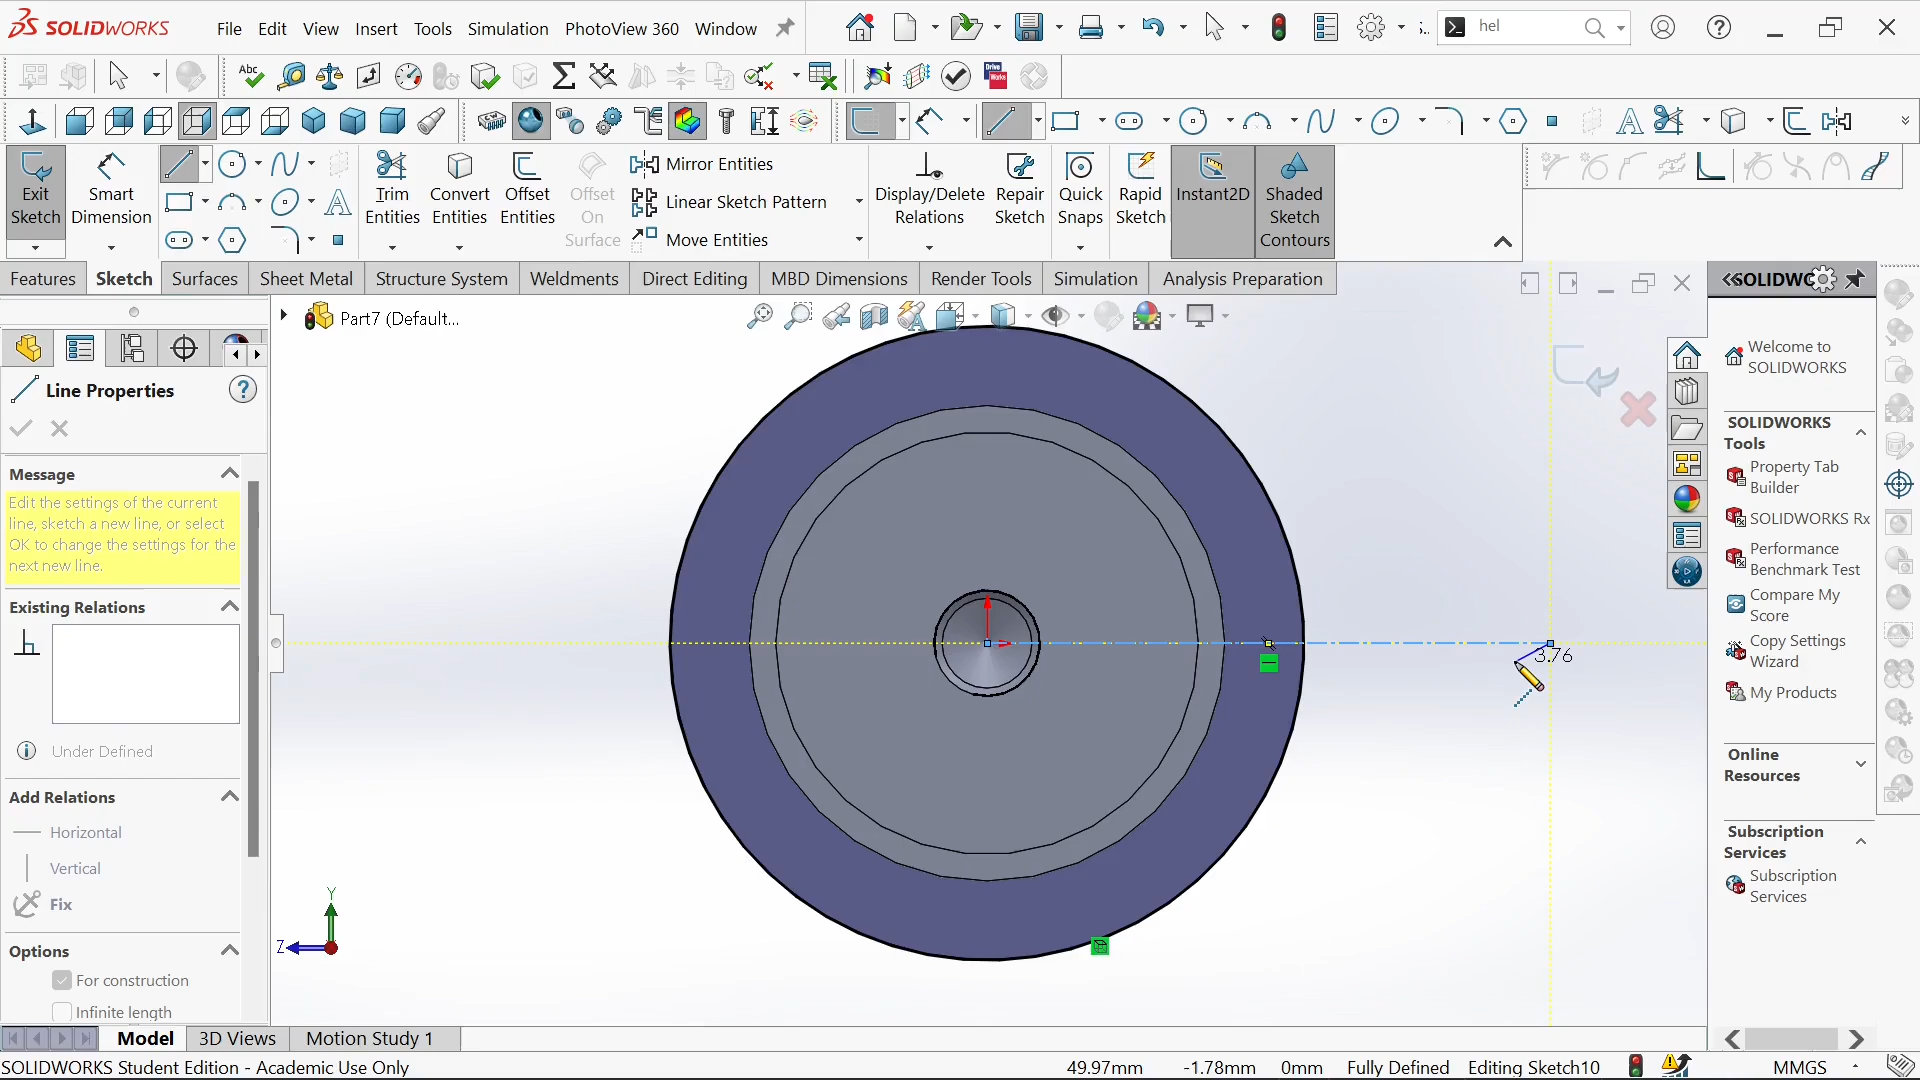 SOLIDWORKS
File Edit View Insert Tools Simulation PhotoView 360 Window
hel
Exit Sketch
Smart Dimension
Trim Entities
Convert Entities
Offset Entities
Offset On Surface
Mirror Entities
Linear Sketch Pattern
Move Entities
Display/Delete Relations
Repair Sketch
Quick Snaps
Rapid Sketch
Instant2D
Shaded Sketch Contours
Features Sketch Surfaces Sheet Metal Structure System Weldments Direct Editing MBD Dimensions Render Tools Simulation Analysis Preparation
Part7 (Default...
Line Properties
Message
Edit the settings of the current
line, sketch a new line, or select
OK to change the settings for the
next new line.
Existing Relations
Under Defined
Add Relations
Horizontal
Vertical
Fix
Options
For construction
Infinite length
3.76
Y
Z
SOLIDWO
Welcome to
SOLIDWORKS
SOLIDWORKS
Tools
Property Tab
Builder
SOLIDWORKS Rx
Performance
Benchmark Test
Compare My
Score
Copy Settings
Wizard
My Products
Online
Resources
Subscription
Services
Subscription
Services
Model 3D Views Motion Study 1
SOLIDWORKS Student Edition - Academic Use Only
49.97mm -1.78mm 0mm Fully Defined Editing Sketch10 MMGS